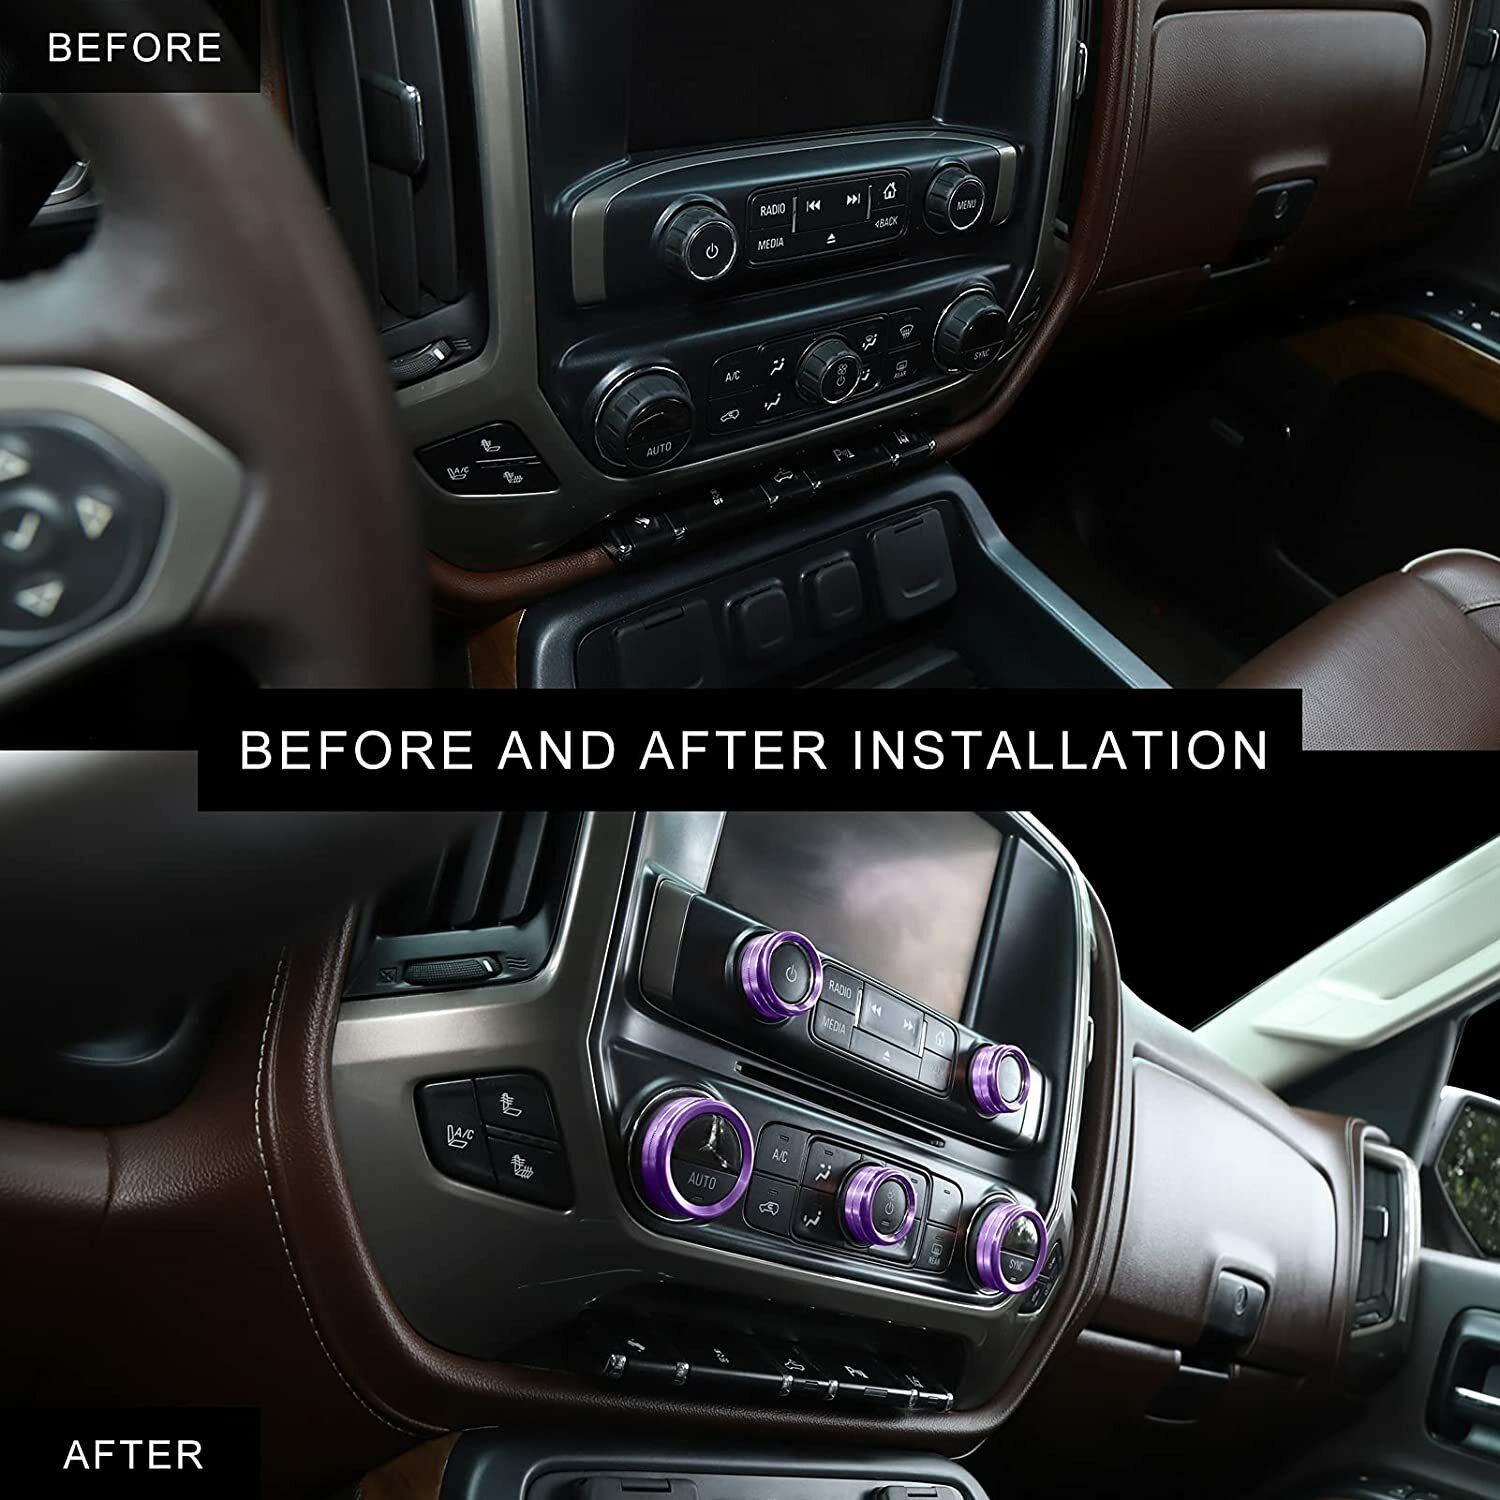 BEFORE
RADIO
MENU
MEDIA
<BACK
A/C
REAR
SYNC
AUTO
A/C
BEFORE AND AFTER INSTALLATION
RADIO
MEDIA
A/C
A/C
AUTO
REAR
SYNC
AFTER